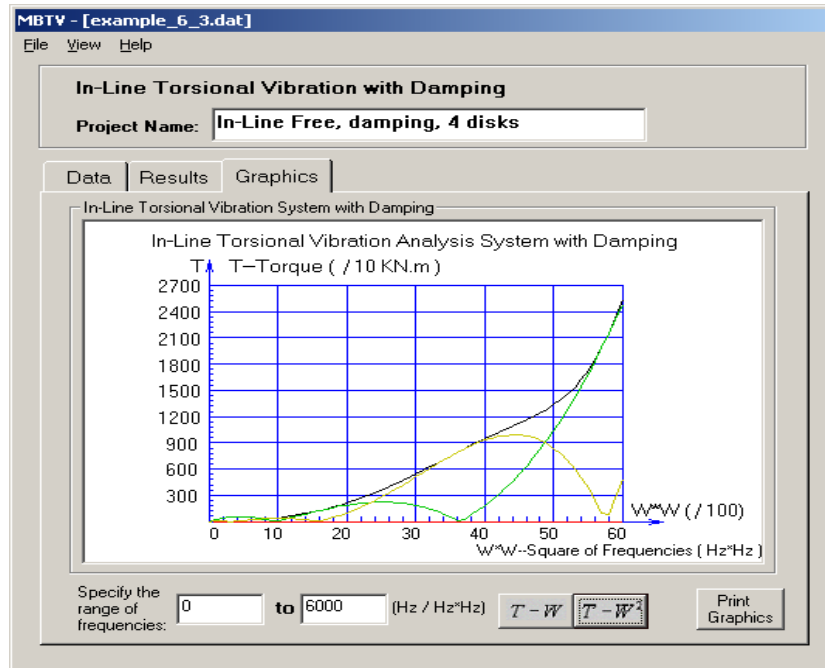 MBTV - [example_6_3.dat]
File View Help
In-Line Torsional Vibration with Damping
Project Name: In-Line Free, damping, 4 disks
Data Results Graphics
In-Line Torsional Vibration System with Damping
In-Line Torsional Vibration Analysis System with Damping
T T-Torque ( / 10 KN.m )
2700
2400
2100
1800
1500
1200
900
600
300
W*W ( / 100)
0 10 20 30 40 50 60
W*W--Square of Frequencies ( Hz*Hz )
Specify the
range of
frequencies:
0 to 6000 (Hz / Hz*Hz) T - W T - W²
Print
Graphics